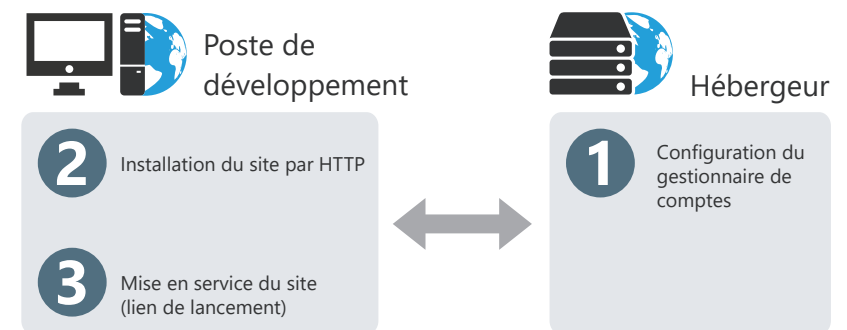 Poste de
développement
Hébergeur
2
Installation du site par HTTP
3
Mise en service du site
(lien de lancement)
1
Configuration du
gestionnaire de
comptes